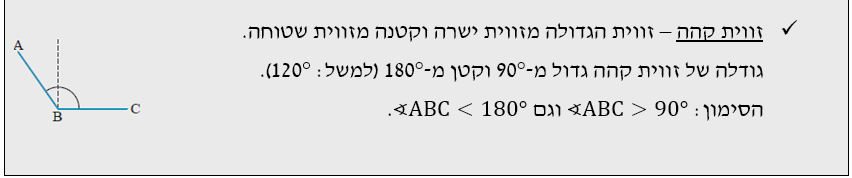 ✓ זווית קהה – זווית הגדולה מזווית ישרה וקטנה מזווית שטוחה.
גודלה של זווית קהה גדול מ-90° וקטן מ-180° (למשל: 120°).
הסימון: ∢ABC > 90° וגם ∢ABC < 180°.
A
B
C